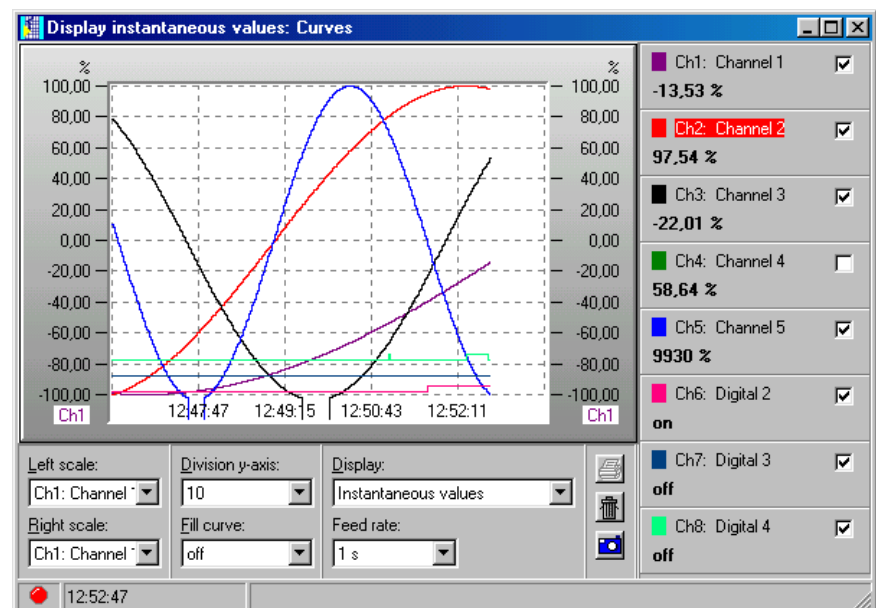 Display instantaneous values: Curves
% %
100,00 100,00
80,00 80,00
60,00 60,00
40,00 40,00
20,00 20,00
0,00 0,00
-20,00 -20,00
-40,00 -40,00
-60,00 -60,00
-80,00 -80,00
-100,00 -100,00
Ch1 12:47:47 12:49:15 12:50:43 12:52:11 Ch1
Ch1: Channel 1
-13,53 %
Ch2: Channel 2
97,54 %
Ch3: Channel 3
-22,01 %
Ch4: Channel 4
58,64 %
Ch5: Channel 5
9930 %
Ch6: Digital 2
on
Ch7: Digital 3
off
Ch8: Digital 4
off
Left scale: Division y-axis: Display:
Ch1: Channel 10 Instantaneous values
Right scale: Fill curve: Feed rate:
Ch1: Channel off 1 s
12:52:47